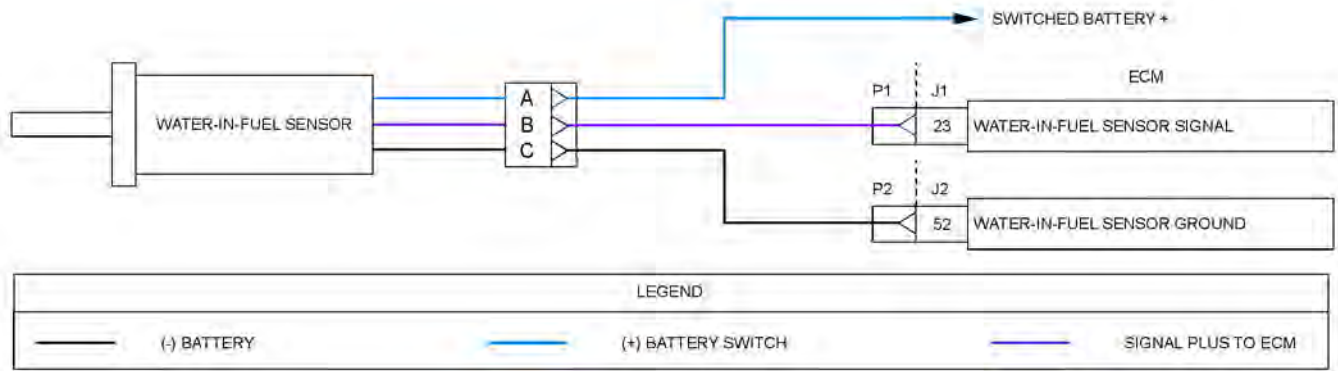 SWITCHED BATTERY +
ECM
P1 J1
A
WATER-IN-FUEL SENSOR
B
23 WATER-IN-FUEL SENSOR SIGNAL
C
P2 J2
52 WATER-IN-FUEL SENSOR GROUND
LEGEND
(-) BATTERY (+) BATTERY SWITCH SIGNAL PLUS TO ECM